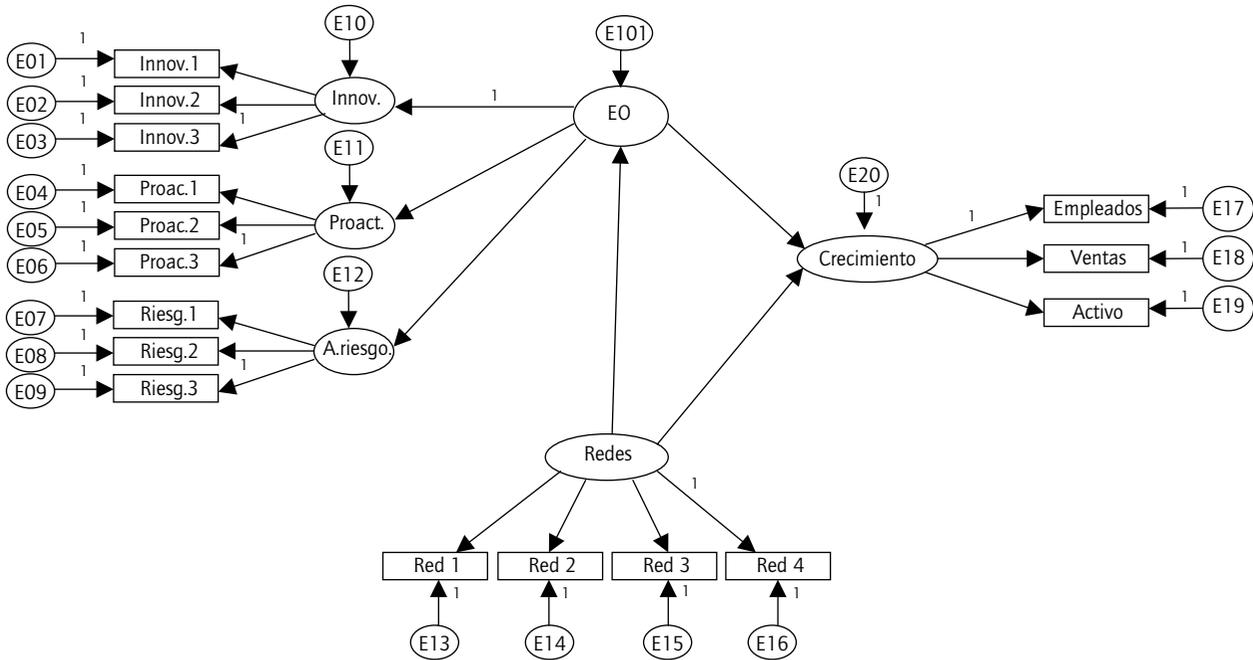 E10
E101
1
E01
Innov.1
1
E02
Innov.2
Innov.
1
EO
1
1
E03
Innov.3
E11
1
E04
Proac.1
E20
1
1
E05
Proac.2
Proact.
1
1
E06
Proac.3
E12
1
Empleados
1
E17
Crecimiento
Ventas
1
E18
Activo
1
E19
1
E07
Riesg.1
1
E08
Riesg.2
A.riesgo.
1
1
E09
Riesg.3
Redes
1
Red 1
Red 2
Red 3
Red 4
1
1
1
1
E13
E14
E15
E16